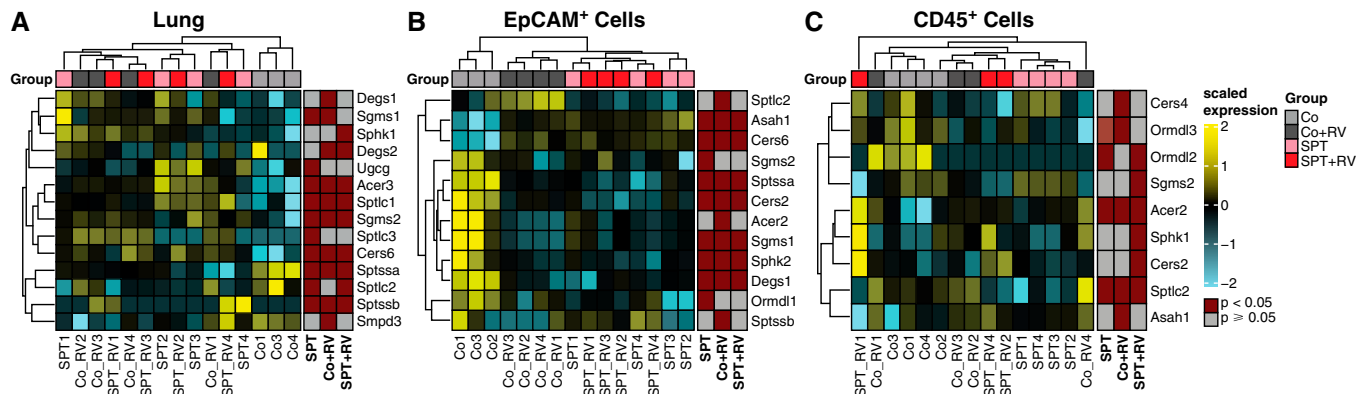 A
Lung
Group
Degs1
Sgms1
Sphk1
Degs2
Ugcg
Acer3
Sptlc1
Sgms2
Sptlc3
Cers6
Sptssa
Sptlc2
Sptssb
Smpd3
SPT1
Co_RV2
Co_RV3
SPT_RV1
Co_RV4
SPT_RV3
SPT2
SPT_RV2
SPT3
Co_RV1
SPT_RV4
SPT4
Co1
Co3
Co4
SPT
Co+RV
SPT+RV
B
EpCAM+ Cells
Group
Sptlc2
Asah1
Cers6
Sgms2
Sptssa
Cers2
Acer2
Sgms1
Sphk2
Degs1
Ormdl1
Sptssb
Co1
Co3
Co2
Co_RV3
Co_RV2
Co_RV4
Co_RV1
SPT1
SPT_RV1
SPT_RV3
SPT_RV2
SPT4
SPT_RV4
SPT3
SPT2
SPT
Co+RV
SPT+RV
C
CD45+ Cells
Group
Cers4
Ormdl3
Ormdl2
Sgms2
Acer2
Sphk1
Cers2
Sptlc2
Asah1
SPT_RV1
Co_RV1
Co3
Co1
Co4
Co2
Co_RV3
Co_RV2
SPT_RV4
SPT_RV2
SPT1
SPT4
SPT3
SPT2
Co_RV4
SPT
Co+RV
SPT+RV
scaled
expression
2
1
0
−1
−2
p < 0.05
p ⩾ 0.05
Group
Co
Co+RV
SPT
SPT+RV